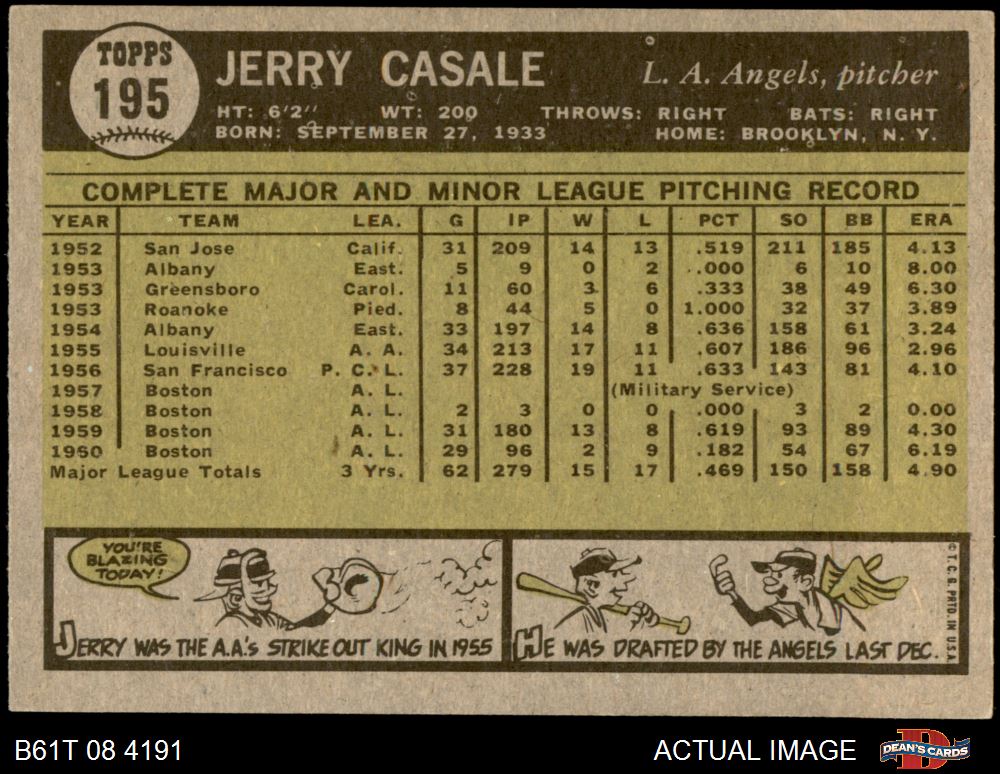 TOPPS
195
JERRY CASALE
L. A. Angels, pitcher
HT: 6'2" WT: 200 THROWS: RIGHT BATS: RIGHT
BORN: SEPTEMBER 27, 1933 HOME: BROOKLYN, N. Y.
COMPLETE MAJOR AND MINOR LEAGUE PITCHING RECORD
YEAR TEAM LEA. G IP W L PCT SO BB ERA
1952 San Jose Calif. 31 209 14 13 .519 211 185 4.13
1953 Albany East. 5 9 0 2 .000 6 10 8.00
1953 Greensboro Carol. 11 60 3 6 .333 38 49 6.30
1953 Roanoke Pied. 8 44 5 0 1.000 32 37 3.89
1954 Albany East. 33 197 14 8 .636 158 61 3.24
1955 Louisville A. A. 34 213 17 11 .607 186 96 2.96
1956 San Francisco P. C. L. 37 228 19 11 .633 143 81 4.10
1957 Boston A. L. (Military Service)
1958 Boston A. L. 2 3 0 0 .000 3 2 0.00
1959 Boston A. L. 31 180 13 8 .619 93 89 4.30
1960 Boston A. L. 29 96 2 9 .182 54 67 6.19
Major League Totals 3 Yrs. 62 279 15 17 .469 150 158 4.90
YOU'RE
BLAZING
TODAY!
JERRY WAS THE A.A.'s STRIKE OUT KING IN 1955
HE WAS DRAFTED BY THE ANGELS LAST DEC.
© T. C. G. PRTD. IN U.S.A.
B61T 08 4191
ACTUAL IMAGE
DEAN'S CARDS